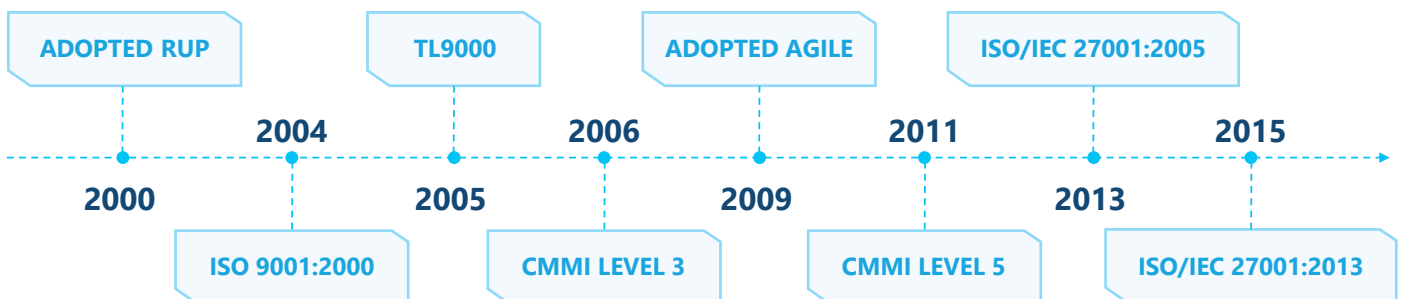 ADOPTED RUP
TL9000
ADOPTED AGILE
ISO/IEC 27001:2005
2004
2006
2011
2015
2000
2005
2009
2013
ISO 9001:2000
CMMI LEVEL 3
CMMI LEVEL 5
ISO/IEC 27001:2013